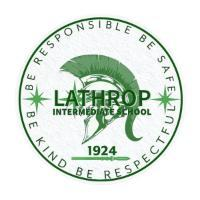 BE RESPONSIBLE BE SAFE
LATHROP
INTERMEDIATE SCHOOL
1924
BE KIND BE RESPECTFUL